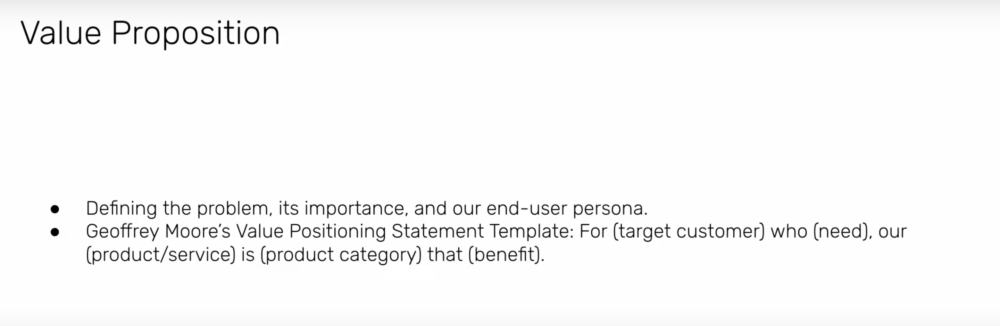 Value Proposition
● Defining the problem, its importance, and our end-user persona.
● Geoffrey Moore’s Value Positioning Statement Template: For (target customer) who (need), our
(product/service) is (product category) that (benefit).